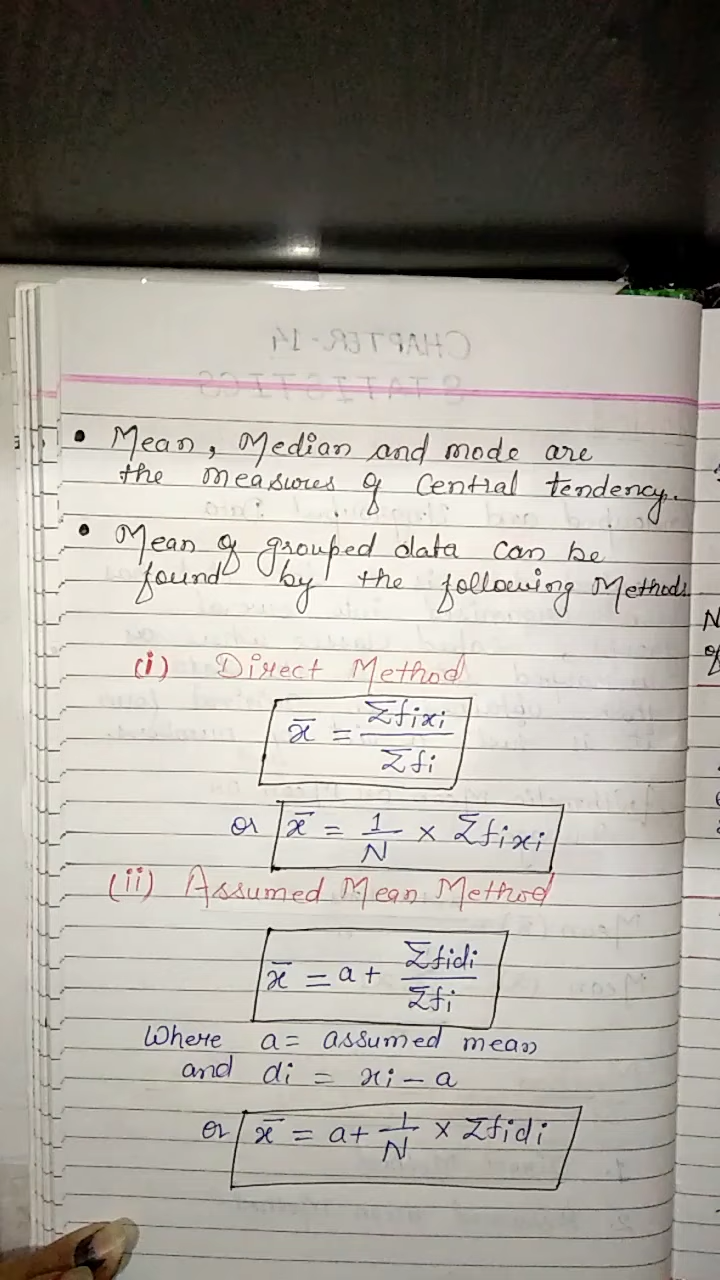 • Mean, Median and mode are
the measures of Central tendency.
• Mean of grouped data can be
found by the following Methods.
(i) Direct Method
x̄ = Σfixi / Σfi
or x̄ = 1/N × Σfixi
(ii) Assumed Mean Method
x̄ = a + Σfidi / Σfi
Where a = assumed mean
and di = xi - a
or x̄ = a + 1/N × Σfidi